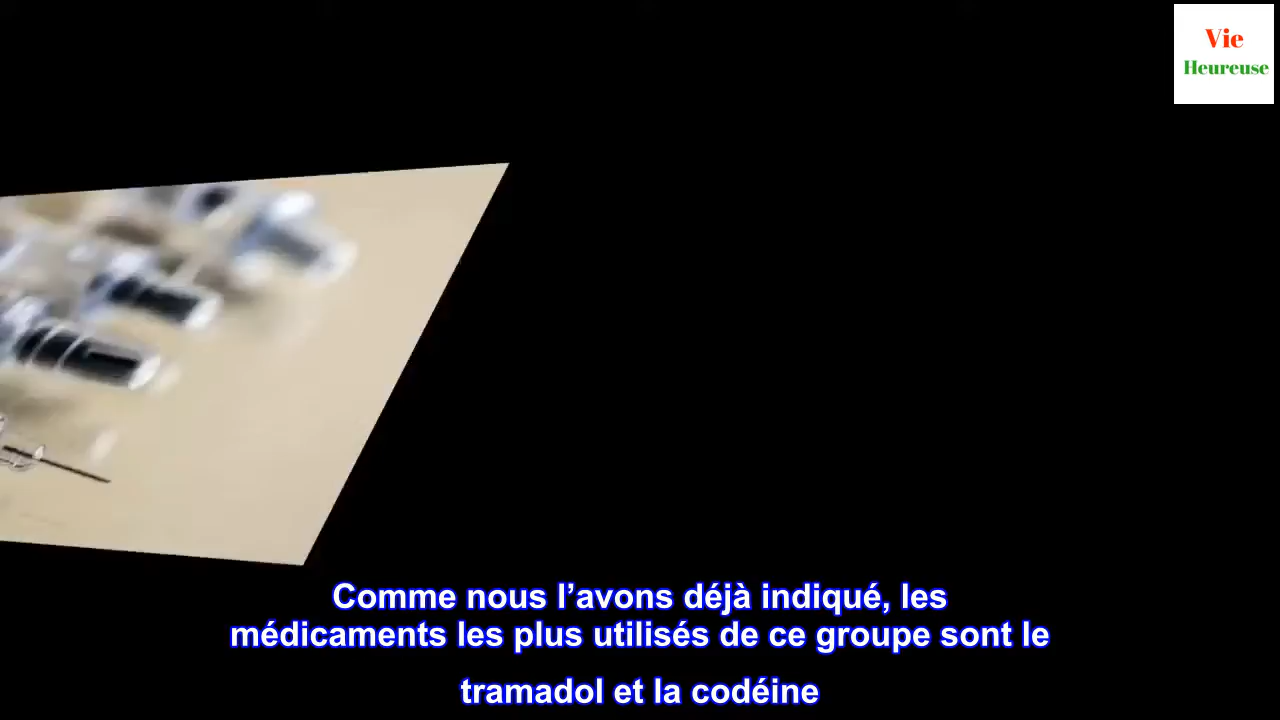 Vie
Heureuse
Comme nous l’avons déjà indiqué, les
médicaments les plus utilisés de ce groupe sont le
tramadol et la codéine